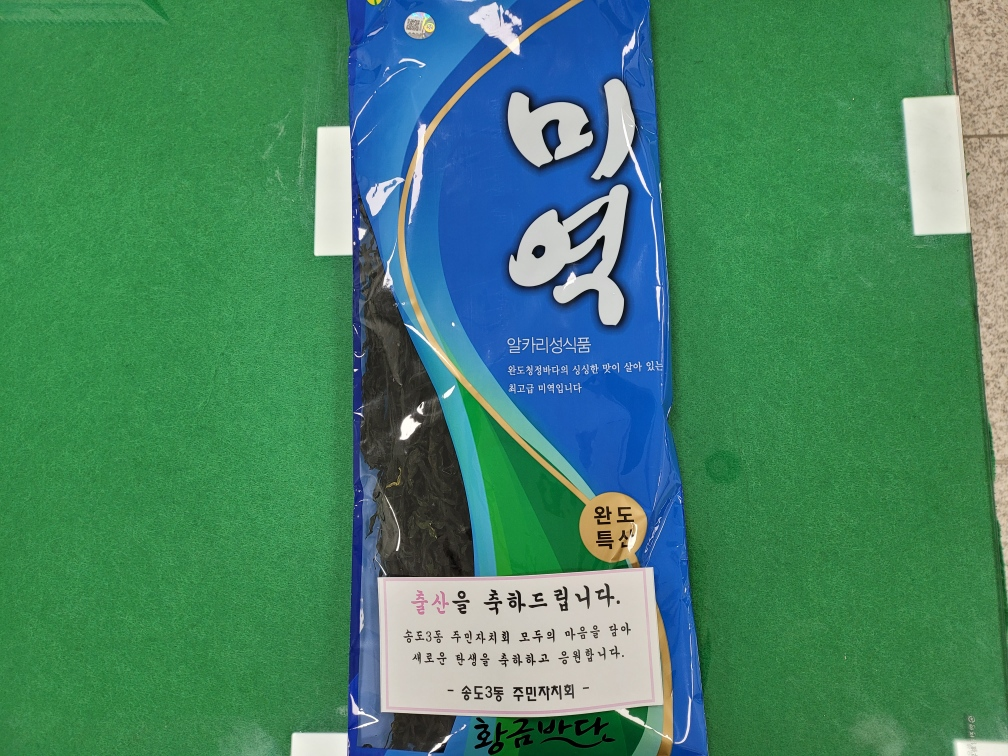 미역
알카리성식품
완도청정바다의 싱싱한 맛이 살아 있는
최고급 미역입니다
완도
특산
출산을 축하드립니다.
송도3동 주민자치회 모두의 마음을 담아
새로운 탄생을 축하하고 응원합니다.
- 송도3동 주민자치회 -
황금바다